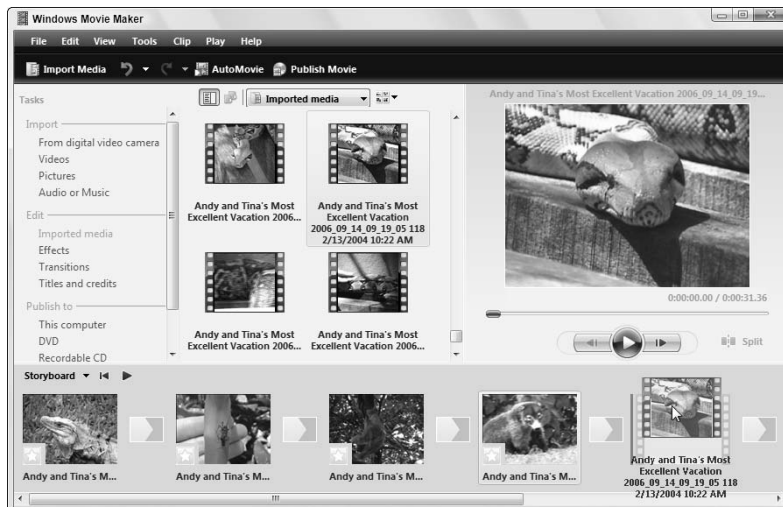 Windows Movie Maker
File Edit View Tools Clip Play Help
Import Media AutoMovie Publish Movie
Tasks
Import
From digital video camera
Videos
Pictures
Audio or Music
Edit
Imported media
Effects
Transitions
Titles and credits
Publish to
This computer
DVD
Recordable CD
Imported media
Andy and Tina's Most
Excellent Vacation 2006...
Andy and Tina's Most
Excellent Vacation
2006_09_14_09_19_05 118
2/13/2004 10:22 AM
Andy and Tina's Most
Excellent Vacation 2006...
Andy and Tina's Most
Excellent Vacation 2006...
Andy and Tina's Most Excellent Vacation 2006_09_14_09_19...
0:00:00.00 / 0:00:31.36
Split
Storyboard
Andy and Tina's M...
Andy and Tina's M...
Andy and Tina's M...
Andy and Tina's M...
Andy and Tina's Most
Excellent Vacation
2006_09_14_09_19_05 118
2/13/2004 10:22 AM